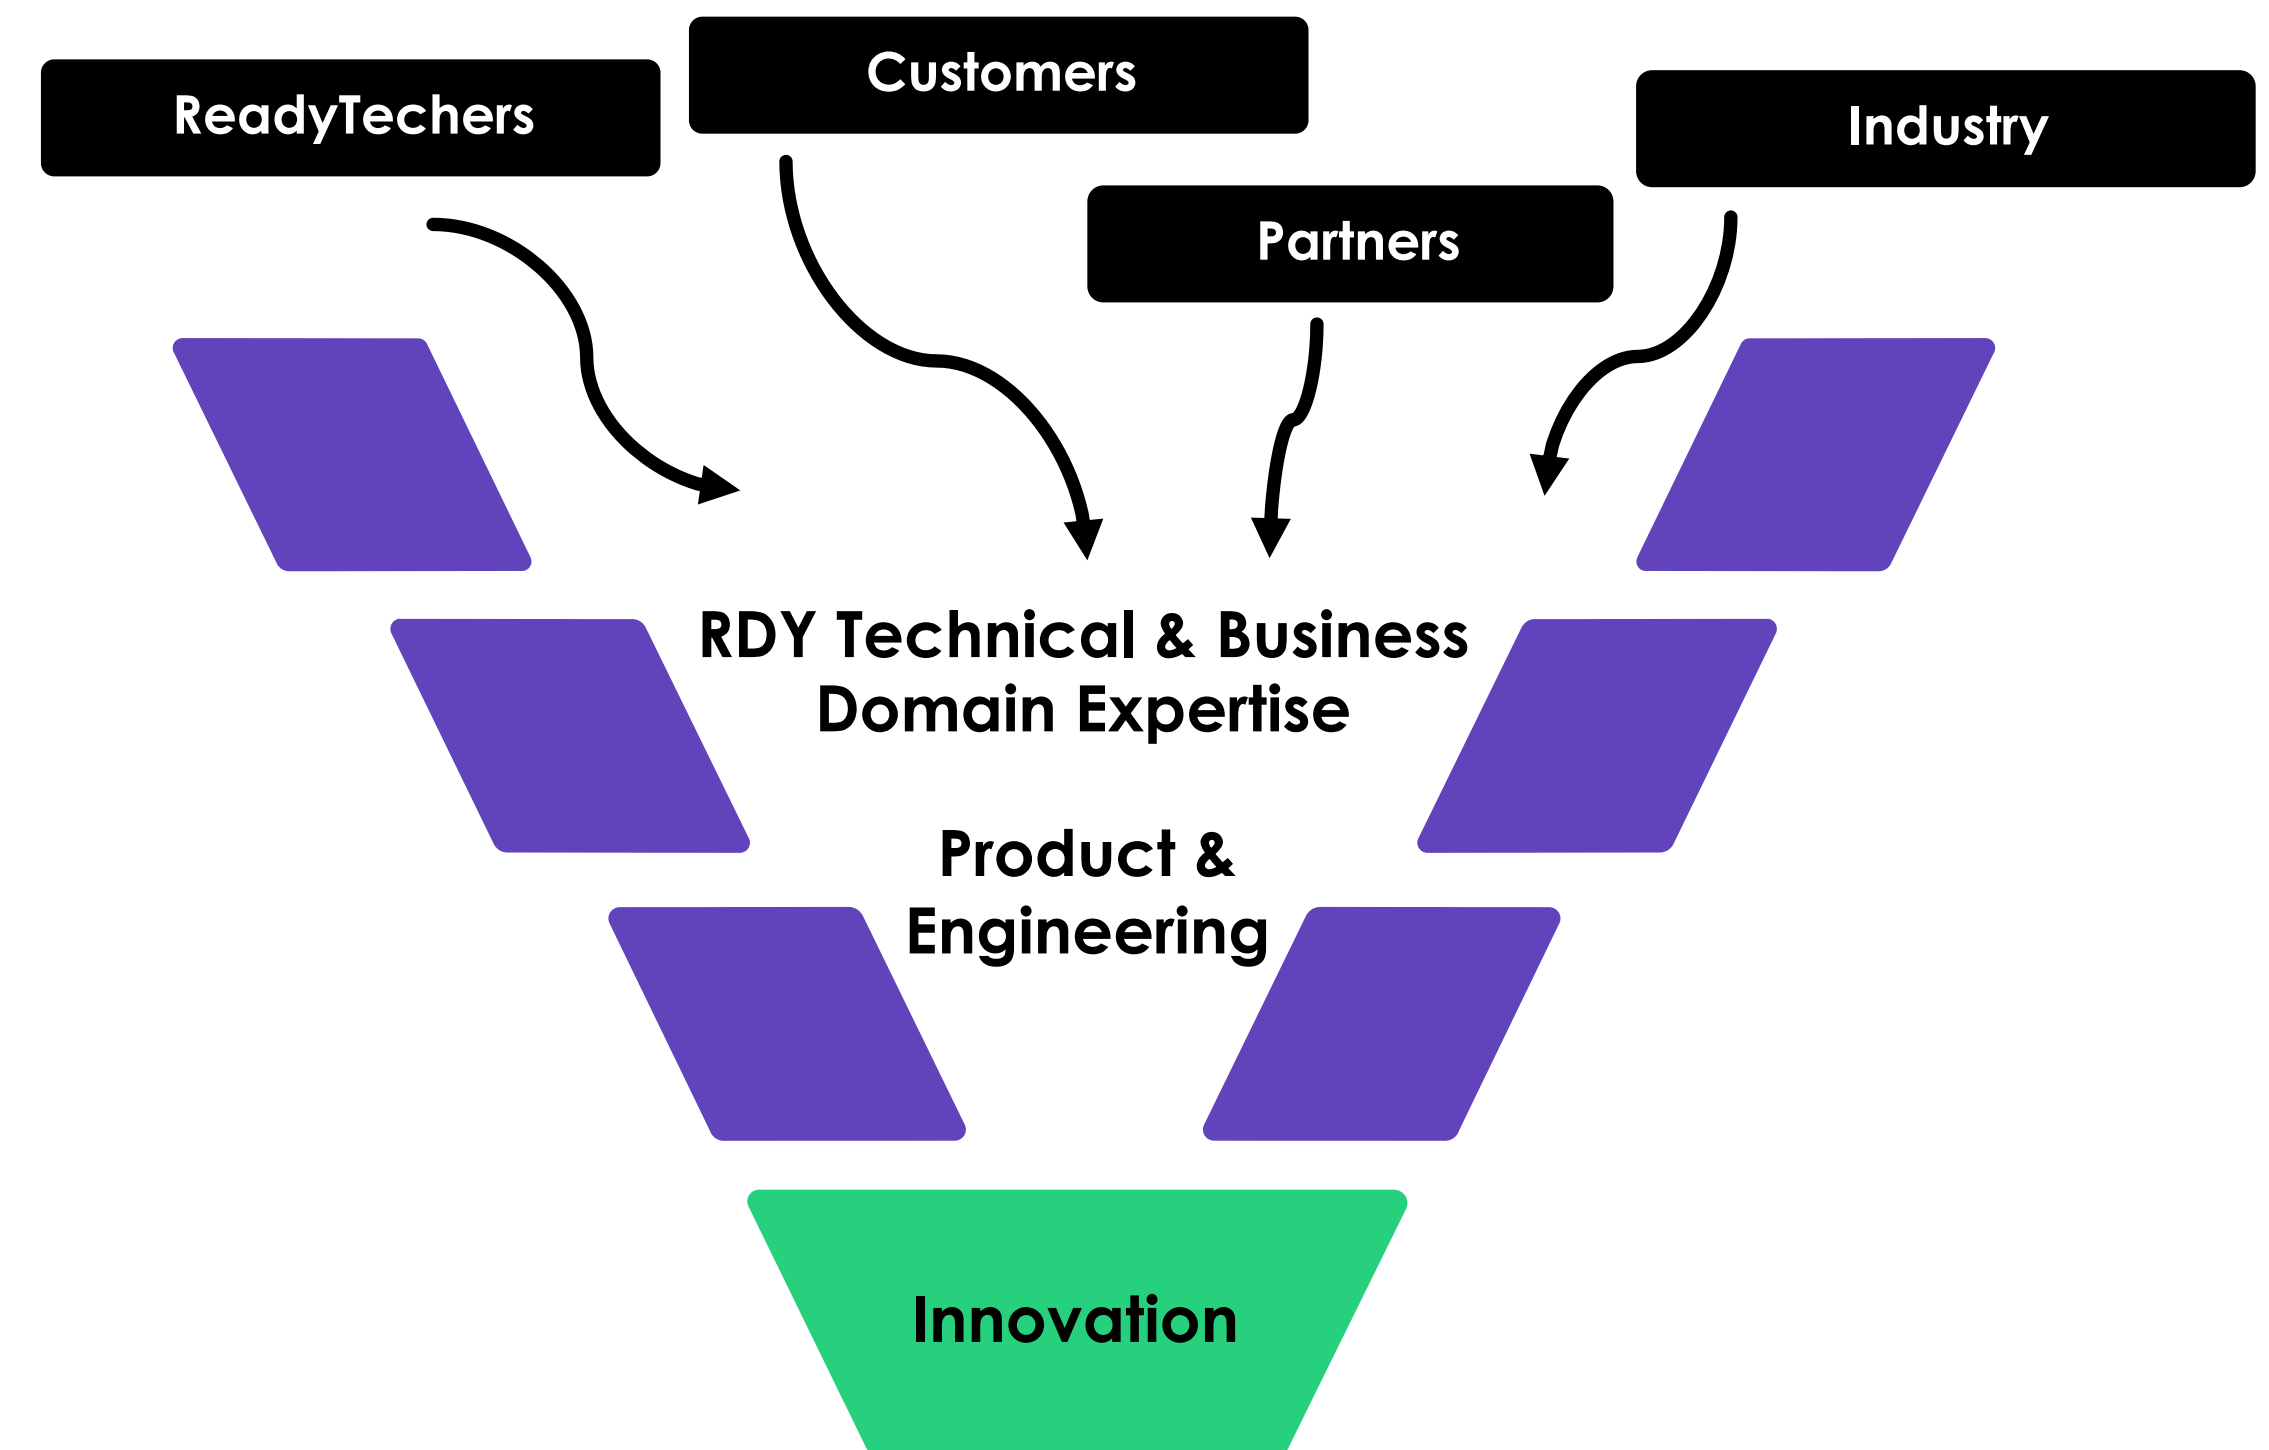 ReadyTechers
Customers
Industry
Partners
RDY Technical & Business
Domain Expertise
Product &
Engineering
Innovation